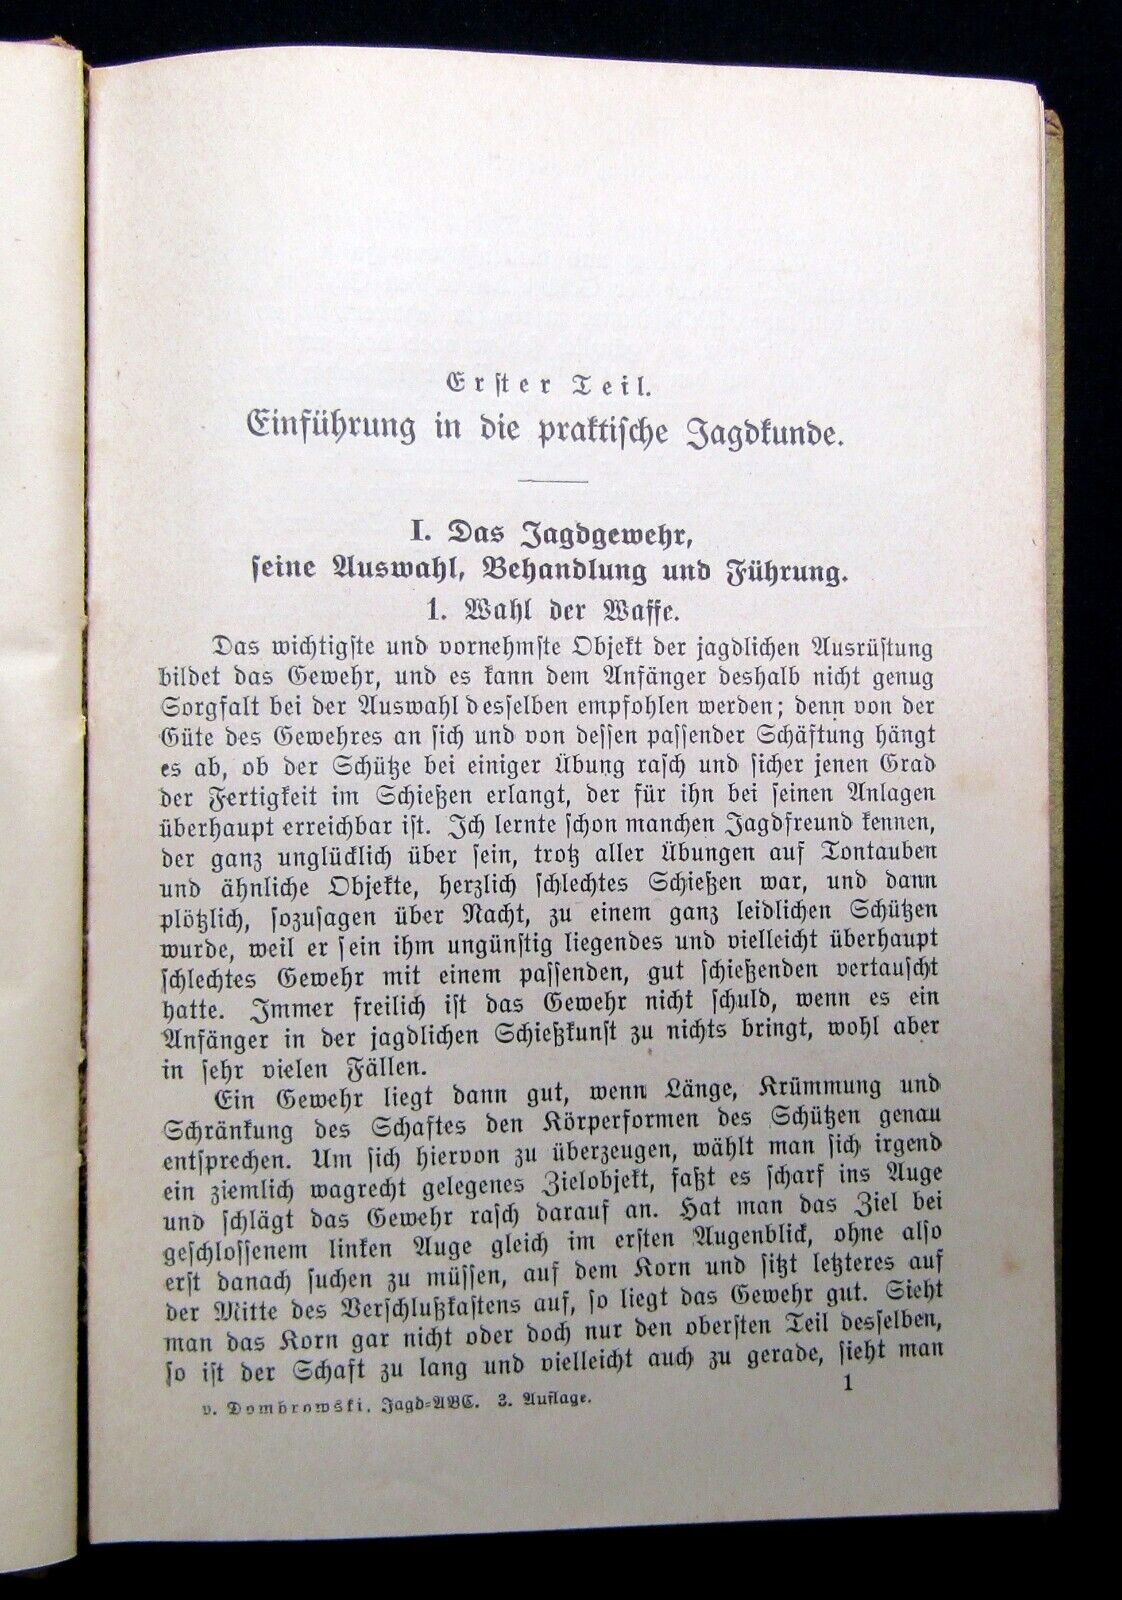 Erster Teil.
Einführung in die praktische Jagdkunde.
I. Das Jagdgewehr,
seine Auswahl, Behandlung und Führung.
1. Wahl der Waffe.
Das wichtigste und vornehmste Objekt der jagdlichen Ausrüstung
bildet das Gewehr, und es kann dem Anfänger deshalb nicht genug
Sorgfalt bei der Auswahl desselben empfohlen werden; denn von der
Güte des Gewehres an sich und von dessen passender Schäftung hängt
es ab, ob der Schütze bei einiger Übung rasch und sicher jenen Grad
der Fertigkeit im Schießen erlangt, der für ihn bei seinen Anlagen
überhaupt erreichbar ist. Ich lernte schon manchen Jagdfreund kennen,
der ganz unglücklich über sein, trotz aller Übungen auf Tontauben
und ähnliche Objekte, herzlich schlechtes Schießen war, und dann
plötzlich, sozusagen über Nacht, zu einem ganz leidlichen Schützen
wurde, weil er sein ihm ungünstig liegendes und vielleicht überhaupt
schlechtes Gewehr mit einem passenden, gut schießenden vertauscht
hatte. Immer freilich ist das Gewehr nicht schuld, wenn es ein
Anfänger in der jagdlichen Schießkunst zu nichts bringt, wohl aber
in sehr vielen Fällen.
Ein Gewehr liegt dann gut, wenn Länge, Krümmung und
Schränkung des Schaftes den Körperformen des Schützen genau
entsprechen. Um sich hiervon zu überzeugen, wählt man sich irgend
ein ziemlich wagrecht gelegenes Zielobjekt, faßt es scharf ins Auge
und schlägt das Gewehr rasch darauf an. Hat man das Ziel bei
geschlossenem linken Auge gleich im ersten Augenblick, ohne also
erst danach suchen zu müssen, auf dem Korn und sitzt letzteres auf
der Mitte des Verschlußkastens auf, so liegt das Gewehr gut. Sieht
man das Korn gar nicht oder doch nur den obersten Teil desselben,
so ist der Schaft zu lang und vielleicht auch zu gerade, sieht man
v. Dombrowski, Jagd-ABC. 3. Auflage.
1